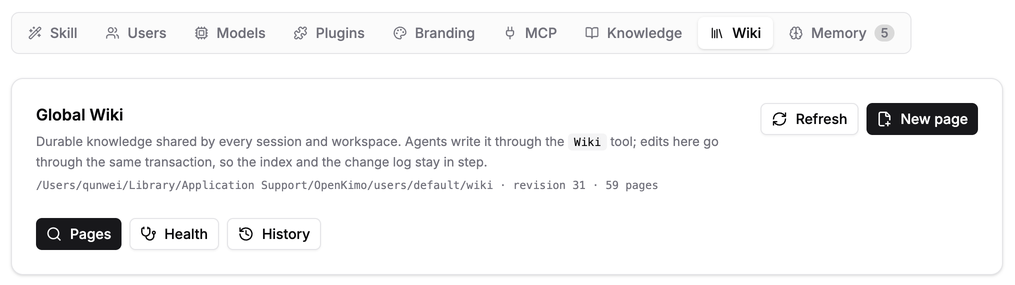 Skill Users Models Plugins Branding MCP Knowledge Wiki Memory 5
Global Wiki
Refresh New page
Durable knowledge shared by every session and workspace. Agents write it through the Wiki tool; edits here go
through the same transaction, so the index and the change log stay in step.
/Users/qunwei/Library/Application Support/OpenKimo/users/default/wiki · revision 31 · 59 pages
Pages Health History